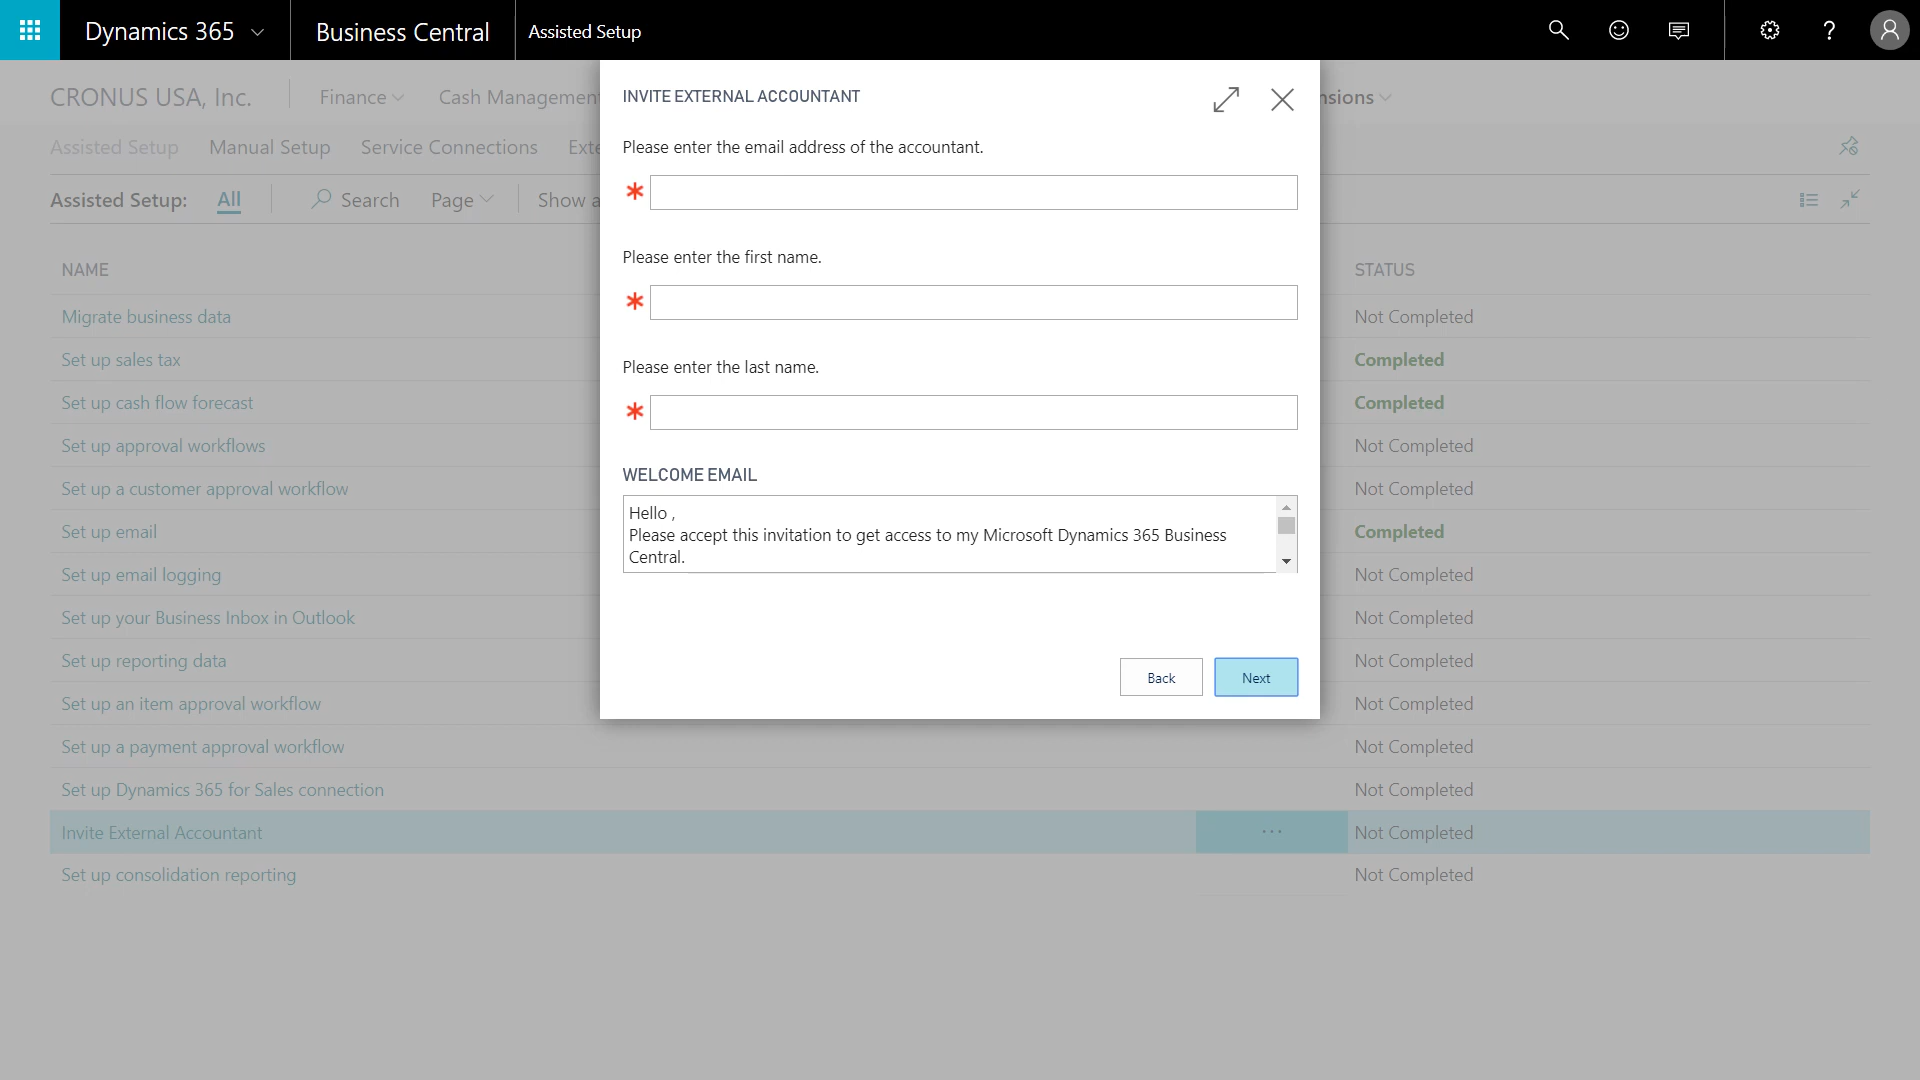 Dynamics 365 Business Central Assisted Setup ?
CRONUS USA, Inc. Finance Cash Management
INVITE EXTERNAL ACCOUNTANT
Assisted Setup Manual Setup Service Connections
Please enter the email address of the accountant.
Assisted Setup: All Search Page Show
*
Please enter the first name.
*
Please enter the last name.
*
WELCOME EMAIL
Hello ,
Please accept this invitation to get access to my Microsoft Dynamics 365 Business
Central.
Back Next
NAME STATUS
Migrate business data Not Completed
Set up sales tax Completed
Set up cash flow forecast Completed
Set up approval workflows Not Completed
Set up a customer approval workflow Not Completed
Set up email Completed
Set up email logging Not Completed
Set up your Business Inbox in Outlook Not Completed
Set up reporting data Not Completed
Set up an item approval workflow Not Completed
Set up a payment approval workflow Not Completed
Set up Dynamics 365 for Sales connection Not Completed
Invite External Accountant ... Not Completed
Set up consolidation reporting Not Completed